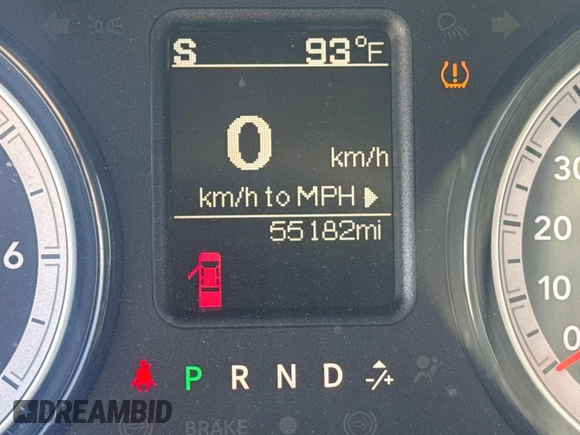 S 93°F
0 km/h
km/h to MPH
55182mi
6
30
20
10
0
P R N D -/+
BRAKE
DREAMBID